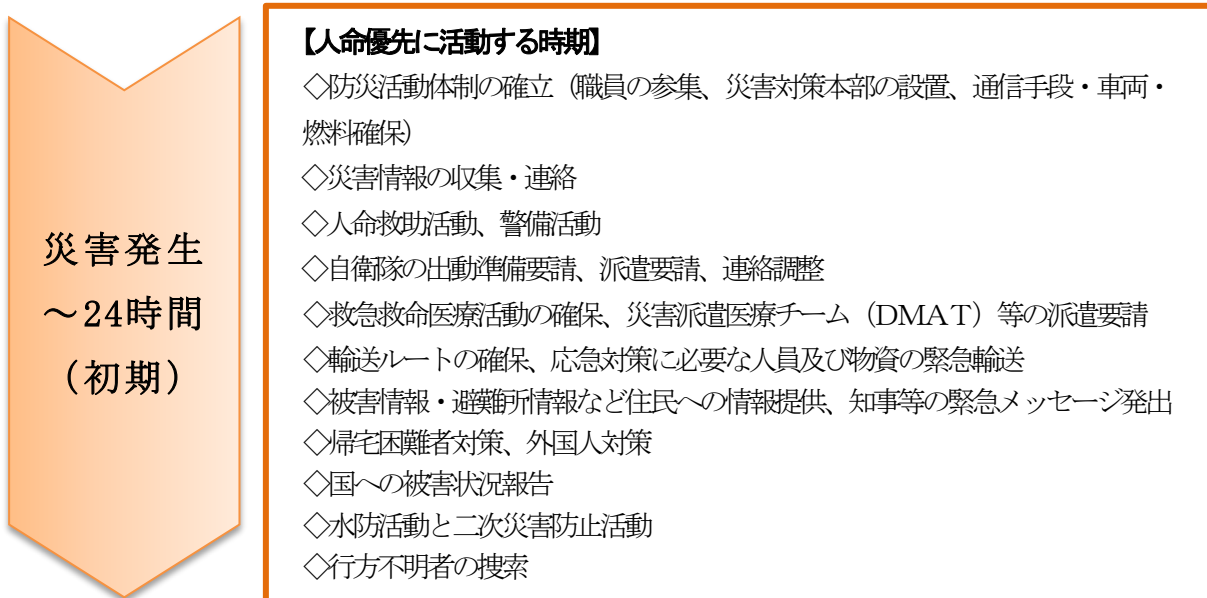 災害発生
～24時間
（初期）
【人命優先に活動する時期】
◇防災活動体制の確立（職員の参集、災害対策本部の設置、通信手段・車両・
燃料確保）
◇災害情報の収集・連絡
◇人命救助活動、警備活動
◇自衛隊の出動準備要請、派遣要請、連絡調整
◇救急救命医療活動の確保、災害派遣医療チーム（DMAT）等の派遣要請
◇輸送ルートの確保、応急対策に必要な人員及び物資の緊急輸送
◇被害情報・避難所情報など住民への情報提供、知事等の緊急メッセージ発出
◇帰宅困難者対策、外国人対策
◇国への被害状況報告
◇水防活動と二次災害防止活動
◇行方不明者の捜索